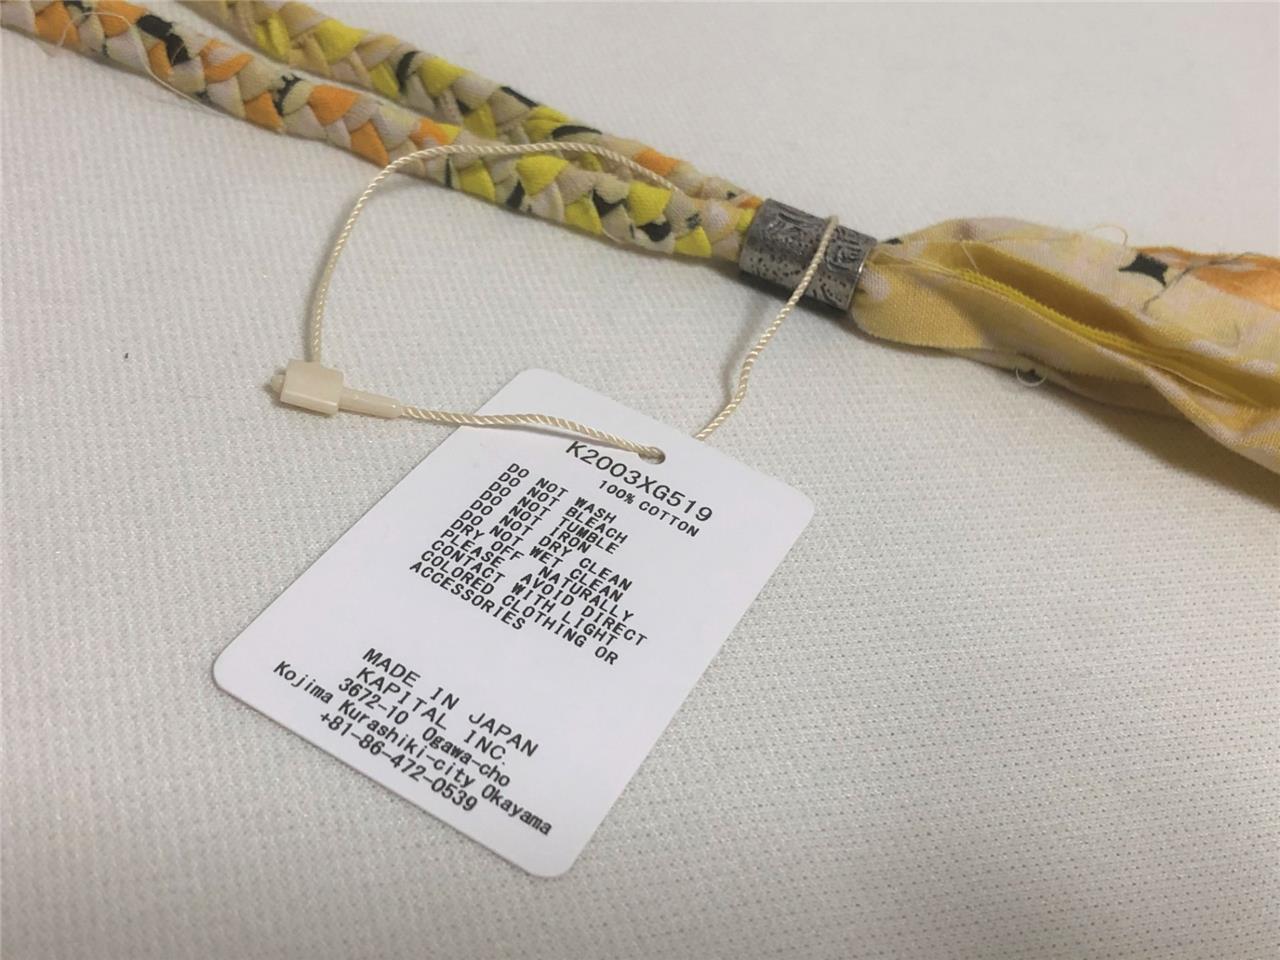 K2003XG519
100% COTTON
DO NOT WASH
DO NOT BLEACH
DO NOT TUMBLE
DO NOT IRON
DO NOT DRY CLEAN
DO NOT WET CLEAN
DRY OFF NATURALLY
PLEASE AVOID DIRECT
CONTACT WITH LIGHT
COLORED CLOTHING OR
ACCESSORIES
MADE IN JAPAN
KAPITAL INC.
3672-10 Ogawa-cho
Kojima Kurashiki-city Okayama
+81-86-472-0539